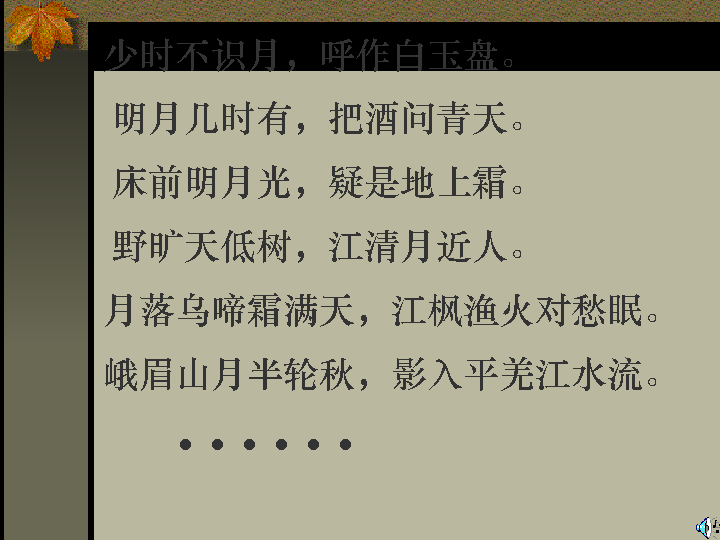 少时不识月，呼作白玉盘。
明月几时有，把酒问青天。
床前明月光，疑是地上霜。
野旷天低树，江清月近人。
月落乌啼霜满天，江枫渔火对愁眠。
峨眉山月半轮秋，影入平羌江水流。
••••••